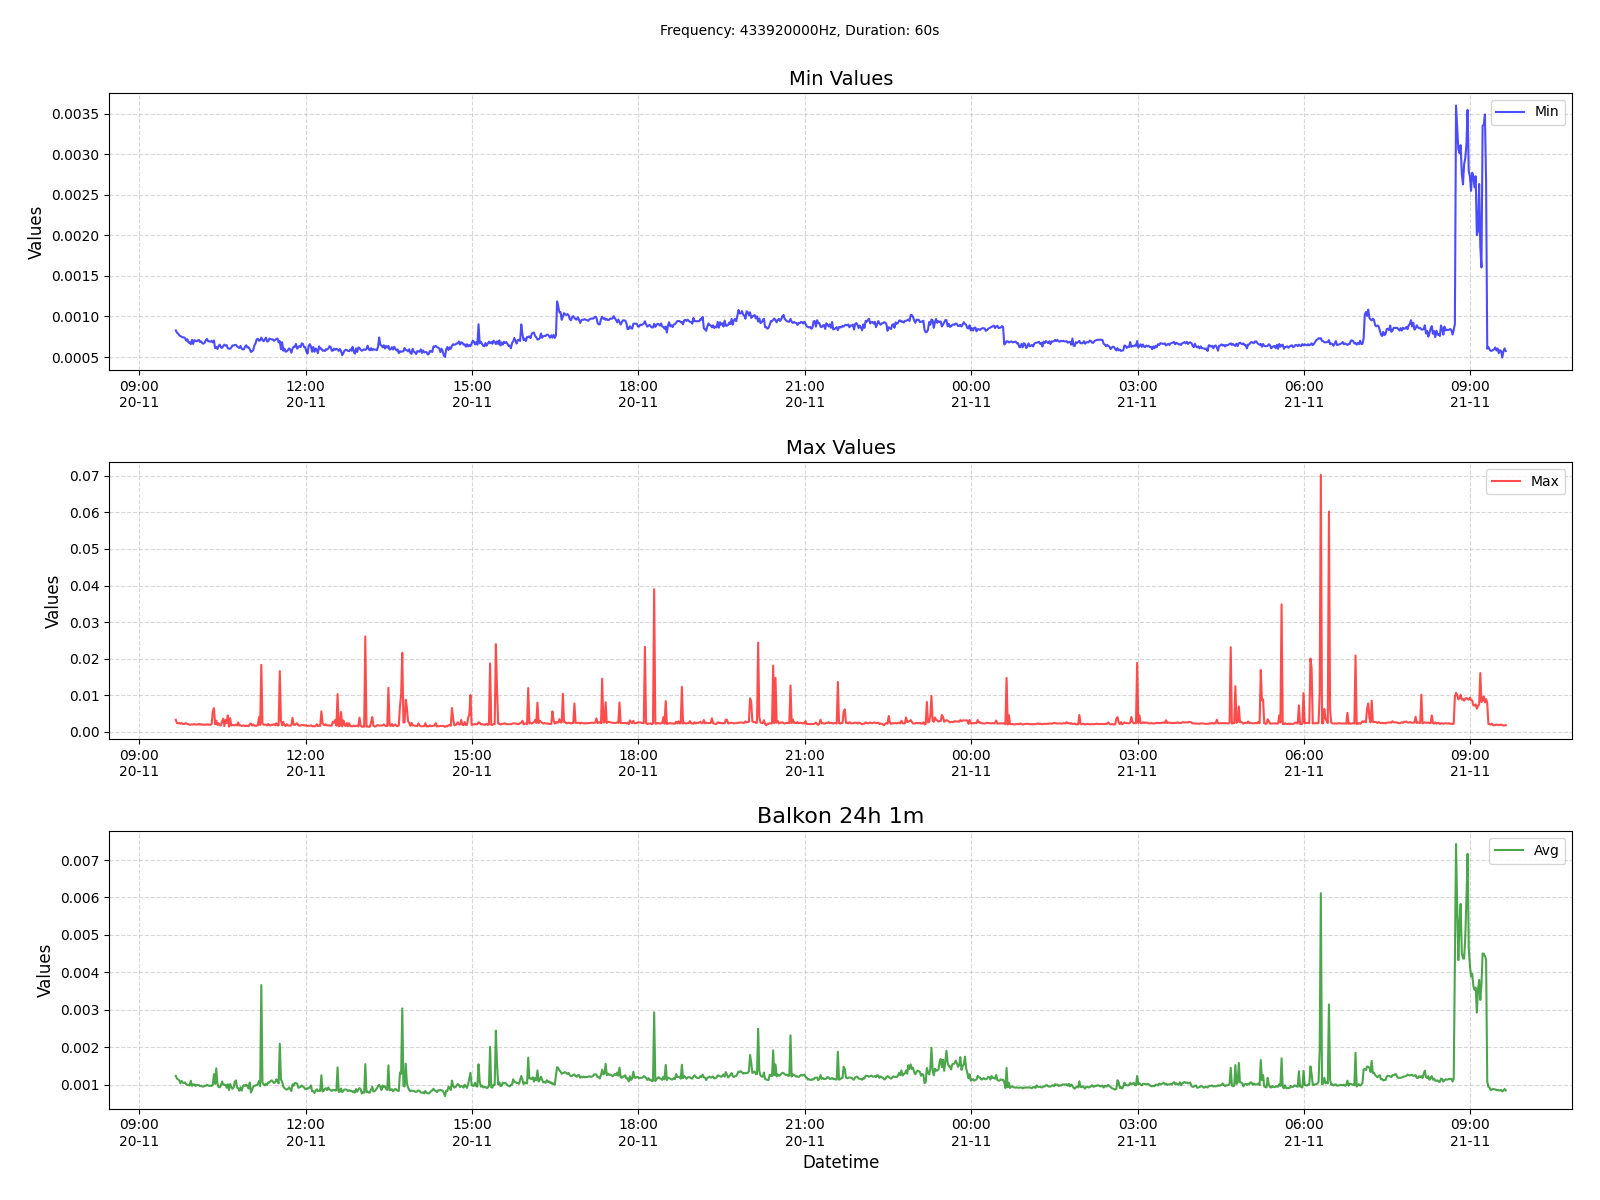 Frequency: 433920000Hz, Duration: 60s
Min Values
Values
0.0035
0.0030
0.0025
0.0020
0.0015
0.0010
0.0005
Min
09:00 12:00 15:00 18:00 21:00 00:00 03:00 06:00 09:00
20-11 20-11 20-11 20-11 20-11 21-11 21-11 21-11 21-11
Max Values
Values
0.07
0.06
0.05
0.04
0.03
0.02
0.01
0.00
Max
09:00 12:00 15:00 18:00 21:00 00:00 03:00 06:00 09:00
20-11 20-11 20-11 20-11 20-11 21-11 21-11 21-11 21-11
Balkon 24h 1m
Values
0.007
0.006
0.005
0.004
0.003
0.002
0.001
Avg
09:00 12:00 15:00 18:00 21:00 00:00 03:00 06:00 09:00
20-11 20-11 20-11 20-11 20-11 21-11 21-11 21-11 21-11
Datetime